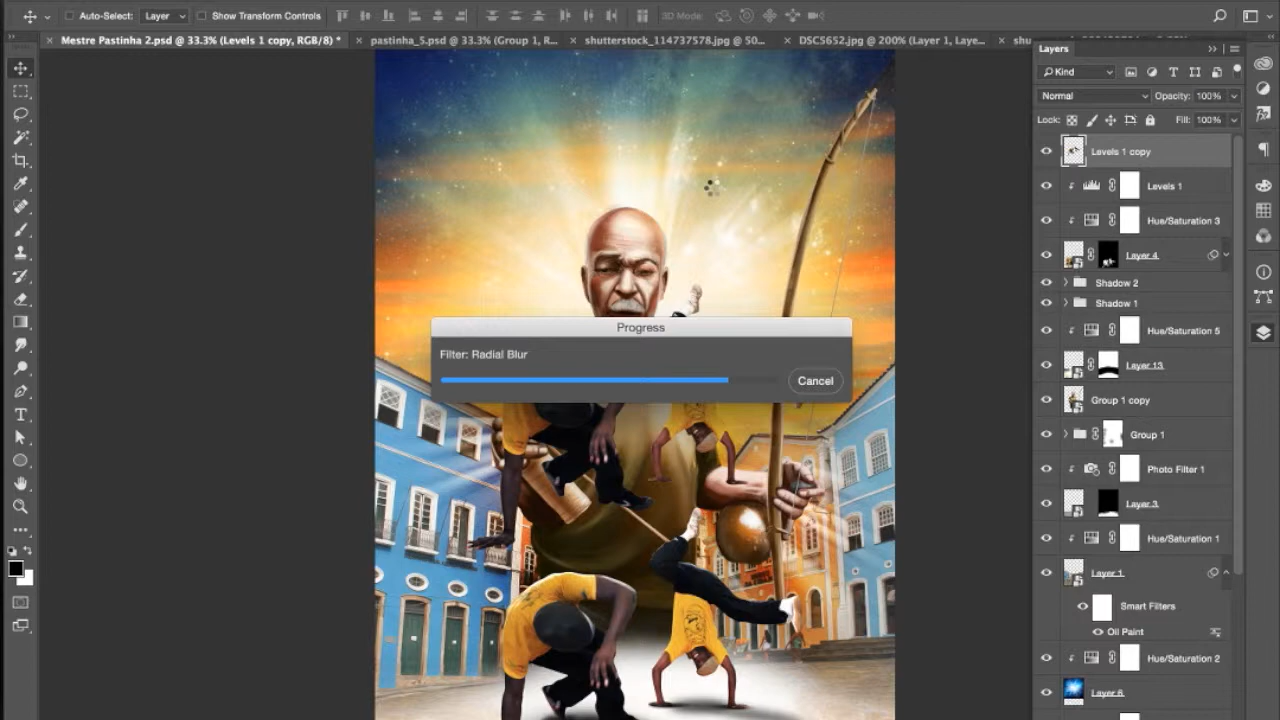 Auto-Select: Layer Show Transform Controls 3D Mode:
Mestre Pastinha 2.psd @ 33.3% (Levels 1 copy, RGB/8) * pastinha_5.psd @ 33.3% (Group 1, R... shutterstock_114737578.jpg @ 50... DSC5652.jpg @ 200% (Layer 1, Laye... shu
Layers
Kind
Normal Opacity: 100%
Lock: Fill: 100%
Levels 1 copy
Levels 1
Hue/Saturation 3
Layer 4
Shadow 2
Shadow 1
Hue/Saturation 5
Layer 13
Group 1 copy
Group 1
Photo Filter 1
Layer 3
Hue/Saturation 1
Layer 1
Smart Filters
Oil Paint
Hue/Saturation 2
Layer 6
Progress
Filter: Radial Blur
Cancel